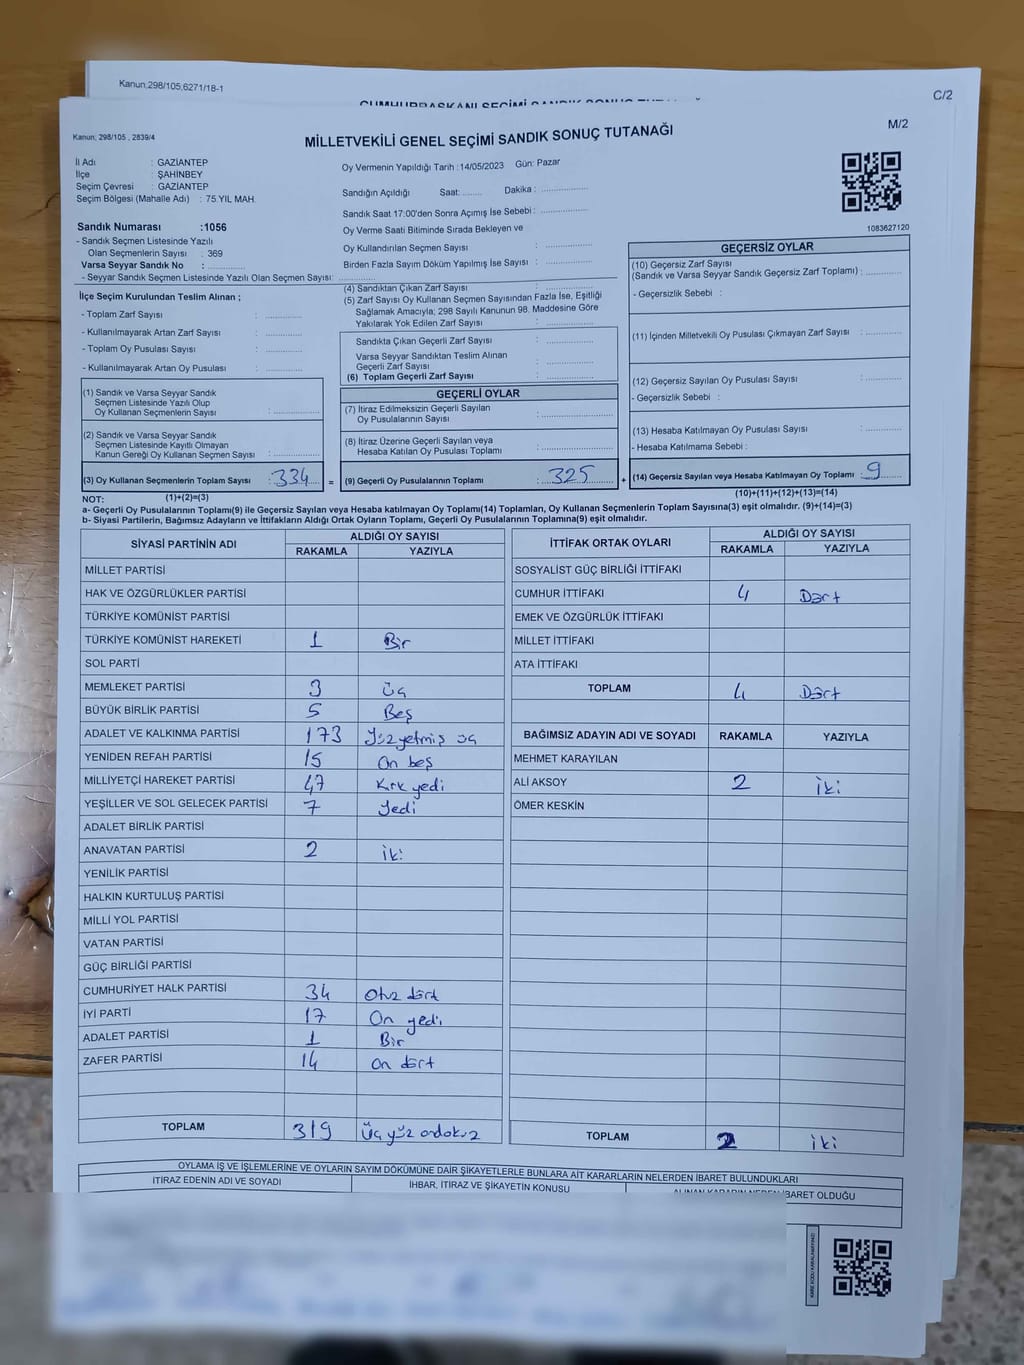 Kanun,298/105,6271/18-1
C/2
Kanun; 298/105 , 2839/4
MİLLETVEKİLİ GENEL SEÇİMİ SANDIK SONUÇ TUTANAĞI
M/2
İl Adı : GAZİANTEP
İlçe : ŞAHİNBEY
Seçim Çevresi : GAZİANTEP
Seçim Bölgesi (Mahalle Adı) : 75.YIL MAH.
Sandık Numarası :1056
- Sandık Seçmen Listesinde Yazılı
Olan Seçmenlerin Sayısı : 369
Varsa Seyyar Sandık No :
- Seyyar Sandık Seçmen Listesinde Yazılı Olan Seçmen Sayısı:
Oy Vermenin Yapıldığı Tarih :14/05/2023 Gün: Pazar
Sandığın Açıldığı Saat: Dakika :
Sandık Saat 17:00'den Sonra Açımış İse Sebebi :
Oy Verme Saati Bitiminde Sırada Bekleyen ve
Oy Kullandırılan Seçmen Sayısı :
Birden Fazla Sayım Döküm Yapılmış İse Sayısı :
1083627120
İlçe Seçim Kurulundan Teslim Alınan ;
- Toplam Zarf Sayısı :
- Kullanılmayarak Artan Zarf Sayısı :
- Toplam Oy Pusulası Sayısı :
- Kullanılmayarak Artan Oy Pusulası :
(1) Sandık ve Varsa Seyyar Sandık
Seçmen Listesinde Yazılı Olup
Oy Kullanan Seçmenlerin Sayısı :
(2) Sandık ve Varsa Seyyar Sandık
Seçmen Listesinde Kayıtlı Olmayan
Kanun Gereği Oy Kullanan Seçmen Sayısı :
(3) Oy Kullanan Seçmenlerin Toplam Sayısı : 334 =
(4) Sandıktan Çıkan Zarf Sayısı :
(5) Zarf Sayısı Oy Kullanan Seçmen Sayısından Fazla İse, Eşitliği
Sağlamak Amacıyla; 298 Sayılı Kanunun 98. Maddesine Göre
Yakılarak Yok Edilen Zarf Sayısı :
Sandıkta Çıkan Geçerli Zarf Sayısı :
Varsa Seyyar Sandıktan Teslim Alınan
Geçerli Zarf Sayısı :
(6) Toplam Geçerli Zarf Sayısı :
GEÇERLİ OYLAR
(7) İtiraz Edilmeksizin Geçerli Sayılan
Oy Pusulalarının Sayısı :
(8) İtiraz Üzerine Geçerli Sayılan veya
Hesaba Katılan Oy Pusulası Toplamı :
(9) Geçerli Oy Pusulalarının Toplamı : 325 +
GEÇERSİZ OYLAR
(10) Geçersiz Zarf Sayısı
(Sandık ve Varsa Seyyar Sandık Geçersiz Zarf Toplamı) :
- Geçersizlik Sebebi :
(11) İçinden Milletvekili Oy Pusulası Çıkmayan Zarf Sayısı :
(12) Geçersiz Sayılan Oy Pusulası Sayısı :
- Geçersizlik Sebebi :
(13) Hesaba Katılmayan Oy Pusulası Sayısı :
- Hesaba Katılmama Sebebi :
(14) Geçersiz Sayılan veya Hesaba Katılmayan Oy Toplamı : 9
NOT: (1)+(2)=(3) (10)+(11)+(12)+(13)=(14)
a- Geçerli Oy Pusulalarının Toplamı(9) ile Geçersiz Sayılan veya Hesaba Katılmayan Oy Toplamı(14) Toplamları, Oy Kullanan Seçmenlerin Toplam Sayısına(3) eşit olmalıdır. (9)+(14)=(3)
b- Siyasi Partilerin, Bağımsız Adayların ve İttifakların Aldığı Ortak Oyların Toplamı, Geçerli Oy Pusulalarının Toplamına(9) eşit olmalıdır.
SİYASİ PARTİNİN ADI ALDIĞI OY SAYISI
RAKAMLA YAZIYLA
MİLLET PARTİSİ
HAK VE ÖZGÜRLÜKLER PARTİSİ
TÜRKİYE KOMÜNİST PARTİSİ
TÜRKİYE KOMÜNİST HAREKETİ 1 Bir
SOL PARTİ
MEMLEKET PARTİSİ 3 üç
BÜYÜK BİRLİK PARTİSİ 5 Beş
ADALET VE KALKINMA PARTİSİ 173 Yüzyetmiş üç
YENİDEN REFAH PARTİSİ 15 On beş
MİLLİYETÇİ HAREKET PARTİSİ 47 Kırk yedi
YEŞİLLER VE SOL GELECEK PARTİSİ 7 Yedi
ADALET BİRLİK PARTİSİ
ANAVATAN PARTİSİ 2 iki
YENİLİK PARTİSİ
HALKIN KURTULUŞ PARTİSİ
MİLLİ YOL PARTİSİ
VATAN PARTİSİ
GÜÇ BİRLİĞİ PARTİSİ
CUMHURİYET HALK PARTİSİ 34 Otuz dört
İYİ PARTİ 17 On yedi
ADALET PARTİSİ 1 Bir
ZAFER PARTİSİ 14 on dört
TOPLAM 319 Üç yüz ondokuz
İTTİFAK ORTAK OYLARI ALDIĞI OY SAYISI
RAKAMLA YAZIYLA
SOSYALİST GÜÇ BİRLİĞİ İTTİFAKI
CUMHUR İTTİFAKI 4 Dört
EMEK VE ÖZGÜRLÜK İTTİFAKI
MİLLET İTTİFAKI
ATA İTTİFAKI
TOPLAM 4 Dört
BAĞIMSIZ ADAYIN ADI VE SOYADI RAKAMLA YAZIYLA
MEHMET KARAYILAN
ALİ AKSOY 2 iki
ÖMER KESKİN
TOPLAM 2 iki
OYLAMA İŞ VE İŞLEMLERİNE VE OYLARIN SAYIM DÖKÜMÜNE DAİR ŞİKAYETLERLE BUNLARA AİT KARARLARIN NELERDEN İBARET BULUNDUKLARI
İTİRAZ EDENİN ADI VE SOYADI
İHBAR, İTİRAZ VE ŞİKAYETİN KONUSU
İBARET OLDUĞU